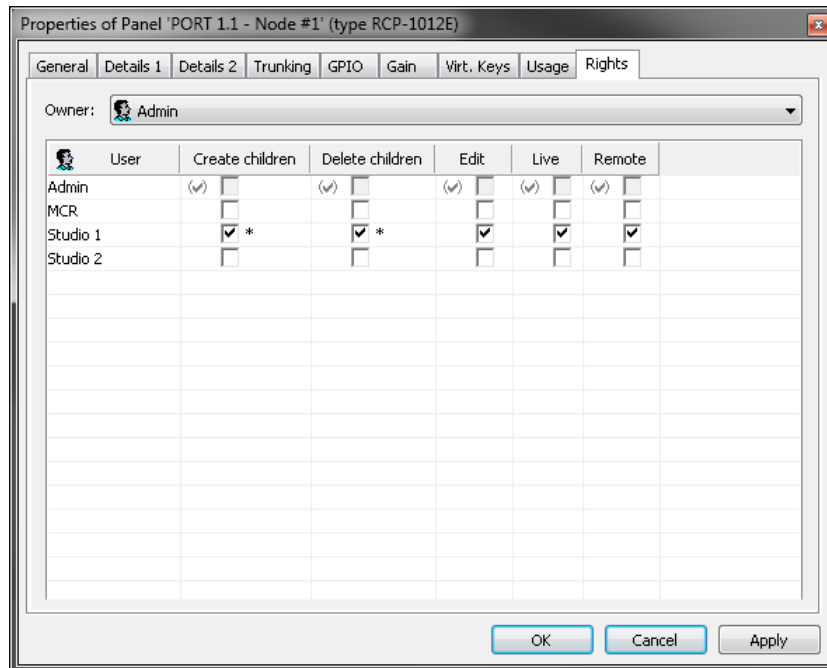 Properties of Panel 'PORT 1.1 - Node #1' (type RCP-1012E)
General Details 1 Details 2 Trunking GPIO Gain Virt. Keys Usage Rights
Owner: Admin
User Create children Delete children Edit Live Remote
Admin
MCR
Studio 1 * *
Studio 2
OK Cancel Apply